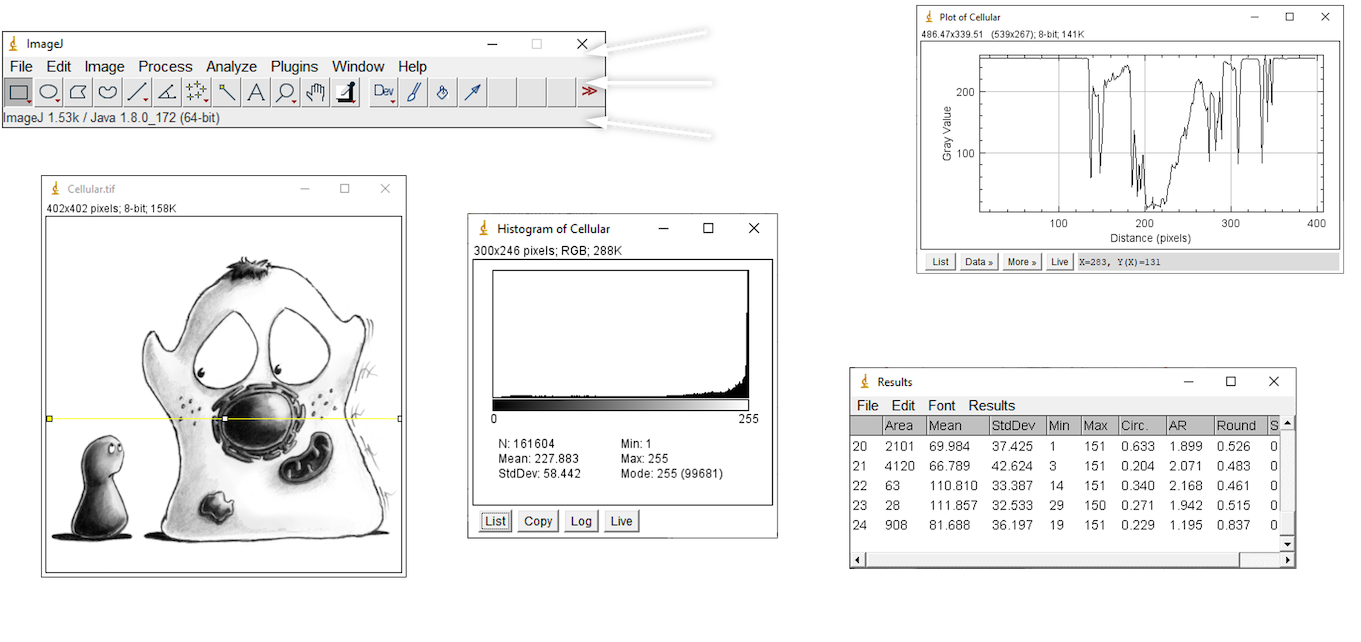 ImageJ
File Edit Image Process Analyze Plugins Window Help
Dev
ImageJ 1.53k / Java 1.8.0_172 (64-bit)
Cellular.tif
402x402 pixels; 8-bit; 158K
Histogram of Cellular
300x246 pixels; RGB; 288K
0 255
N: 161604 Min: 1
Mean: 227.883 Max: 255
StdDev: 58.442 Mode: 255 (99681)
List Copy Log Live
Plot of Cellular
486.47x339.51 (539x267); 8-bit; 141K
Gray Value
200
100
100 200 300 400
Distance (pixels)
List Data » More » Live X=283, Y(X)=131
Results
File Edit Font Results
Area Mean StdDev Min Max Circ. AR Round S
20 2101 69.984 37.425 1 151 0.633 1.899 0.526 0
21 4120 66.789 42.624 3 151 0.204 2.071 0.483 0
22 63 110.810 33.387 14 151 0.340 2.168 0.461 0
23 28 111.857 32.533 29 150 0.271 1.942 0.515 0
24 908 81.688 36.197 19 151 0.229 1.195 0.837 0